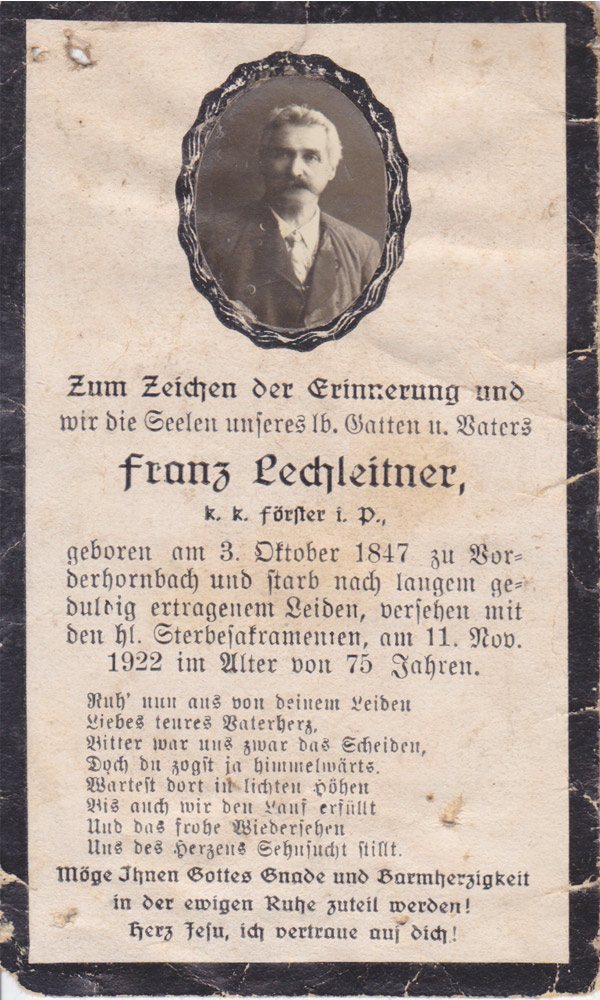 Zum Zeichen der Erinnerung und
wir die Seelen unseres lb. Gatten u. Vaters
Franz Lechleitner,
k. k. Förster i. P.,
geboren am 3. Oktober 1847 zu Vor-
derhornbach und starb nach langem ge-
duldig ertragenem Leiden, versehen mit
den hl. Sterbesakramenten, am 11. Nov.
1922 im Alter von 75 Jahren.
Ruh' nun aus von deinem Leiden
Liebes teures Vaterherz,
Bitter war uns zwar das Scheiden,
Doch du zogst ja himmelwärts.
Wartest dort in lichten Höhen
Bis auch wir den Lauf erfüllt
Und das frohe Wiedersehen
Uns des Herzens Sehnsucht stillt.
Möge Ihnen Gottes Gnade und Barmherzigkeit
in der ewigen Ruhe zuteil werden!
Herz Jesu, ich vertraue auf dich!